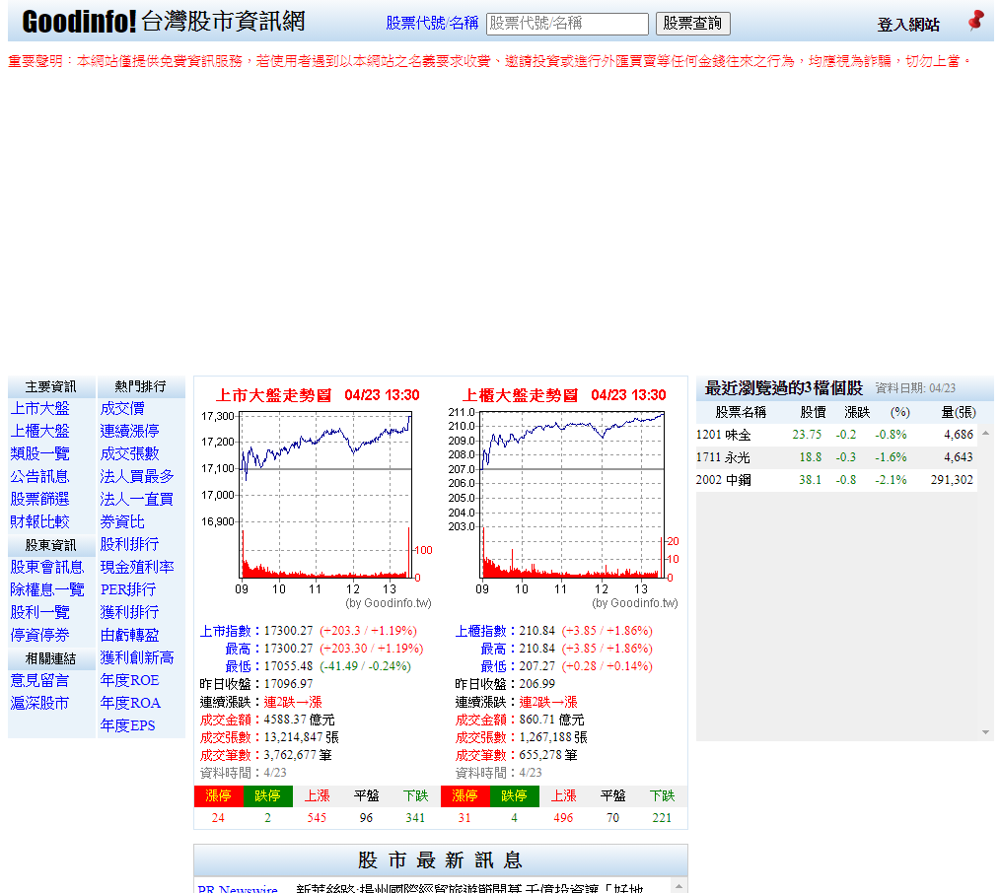 Goodinfo! 台灣股市資訊網 股票代號/名稱 股票代號/名稱 股票查詢 登入網站
重要聲明：本網站僅提供免費資訊服務，若使用者遇到以本網站之名義要求收費、邀請投資或進行外匯買賣等任何金錢往來之行為，均應視為詐騙，切勿上當。
主要資訊
上市大盤
上櫃大盤
類股一覽
公告訊息
股票篩選
財報比較
股東資訊
股東會訊息
除權息一覽
股利一覽
停資停券
相關連結
意見留言
滬深股市
熱門排行
成交價
連續漲停
成交張數
法人買最多
法人一直買
券資比
股利排行
現金殖利率
PER排行
獲利排行
由虧轉盈
獲利創新高
年度ROE
年度ROA
年度EPS
上市大盤走勢圖 04/23 13:30
17,300
17,200
17,100
17,000
16,900
100
0
09 10 11 12 13
(by Goodinfo.tw)
上市指數：17300.27 (+203.3 / +1.19%)
最高：17300.27 (+203.30 / +1.19%)
最低：17055.48 (-41.49 / -0.24%)
昨日收盤：17096.97
連續漲跌：連2跌→漲
成交金額：4588.37 億元
成交張數：13,214,847 張
成交筆數：3,762,677 筆
資料時間：4/23
漲停 跌停 上漲 平盤 下跌
24 2 545 96 341
上櫃大盤走勢圖 04/23 13:30
211.0
210.0
209.0
208.0
207.0
206.0
205.0
204.0
203.0
20
10
0
09 10 11 12 13
(by Goodinfo.tw)
上櫃指數：210.84 (+3.85 / +1.86%)
最高：210.84 (+3.85 / +1.86%)
最低：207.27 (+0.28 / +0.14%)
昨日收盤：206.99
連續漲跌：連2跌→漲
成交金額：860.71 億元
成交張數：1,267,188 張
成交筆數：655,278 筆
資料時間：4/23
漲停 跌停 上漲 平盤 下跌
31 4 496 70 221
股市最新訊息
PR Newswire 新華絲路:揚州國際經貿旅遊節開幕 千億投資讓「好地
最近瀏覽過的3檔個股 資料日期: 04/23
股票名稱 股價 漲跌 (%) 量(張)
1201 味全 23.75 -0.2 -0.8% 4,686
1711 永光 18.8 -0.3 -1.6% 4,643
2002 中鋼 38.1 -0.8 -2.1% 291,302